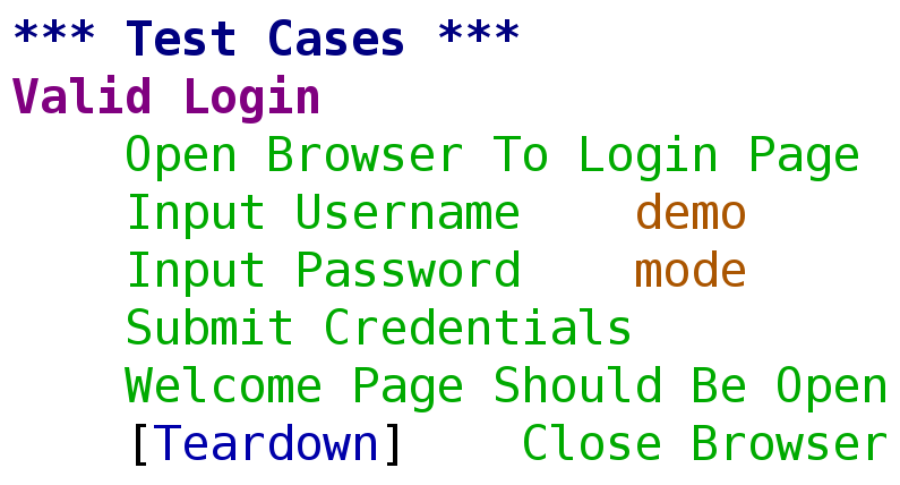 *** Test Cases ***
Valid Login
    Open Browser To Login Page
    Input Username    demo
    Input Password    mode
    Submit Credentials
    Welcome Page Should Be Open
    [Teardown]    Close Browser